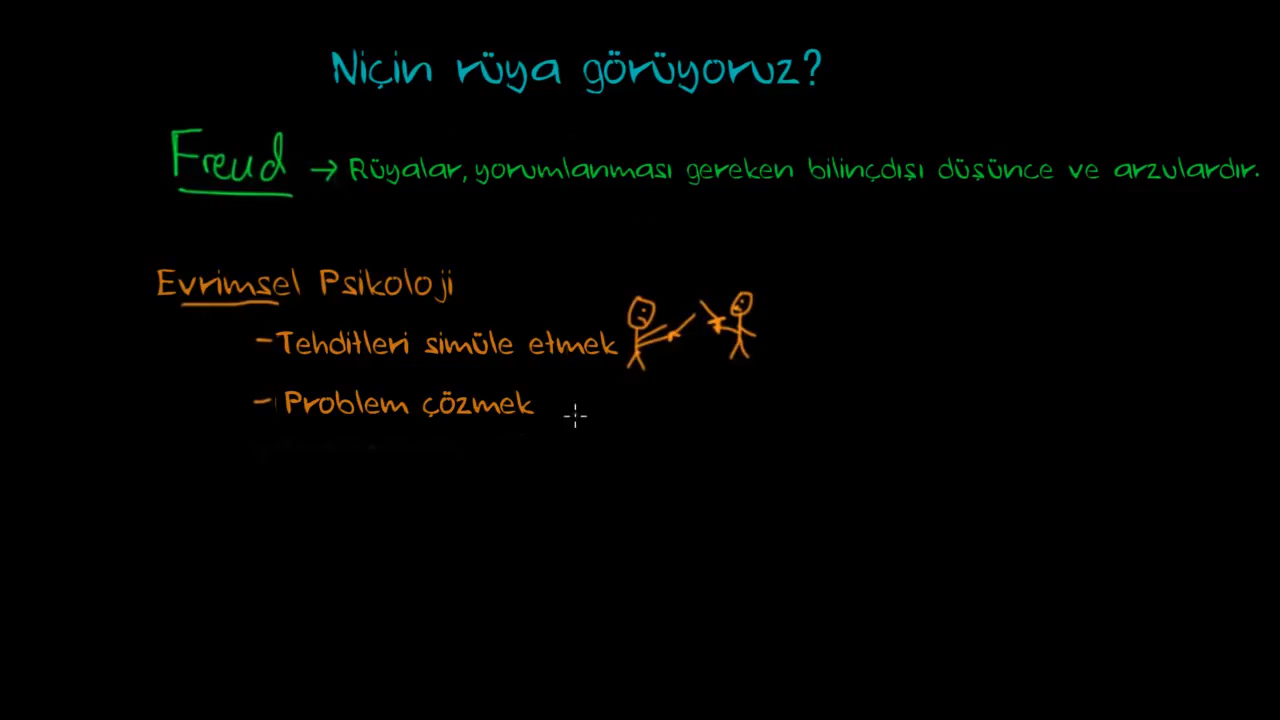 Niçin rüya görüyoruz?
Freud → Rüyalar, yorumlanması gereken bilinçdışı düşünce ve arzulardır.
Evrimsel Psikoloji
-Tehditleri simüle etmek
- Problem çözmek